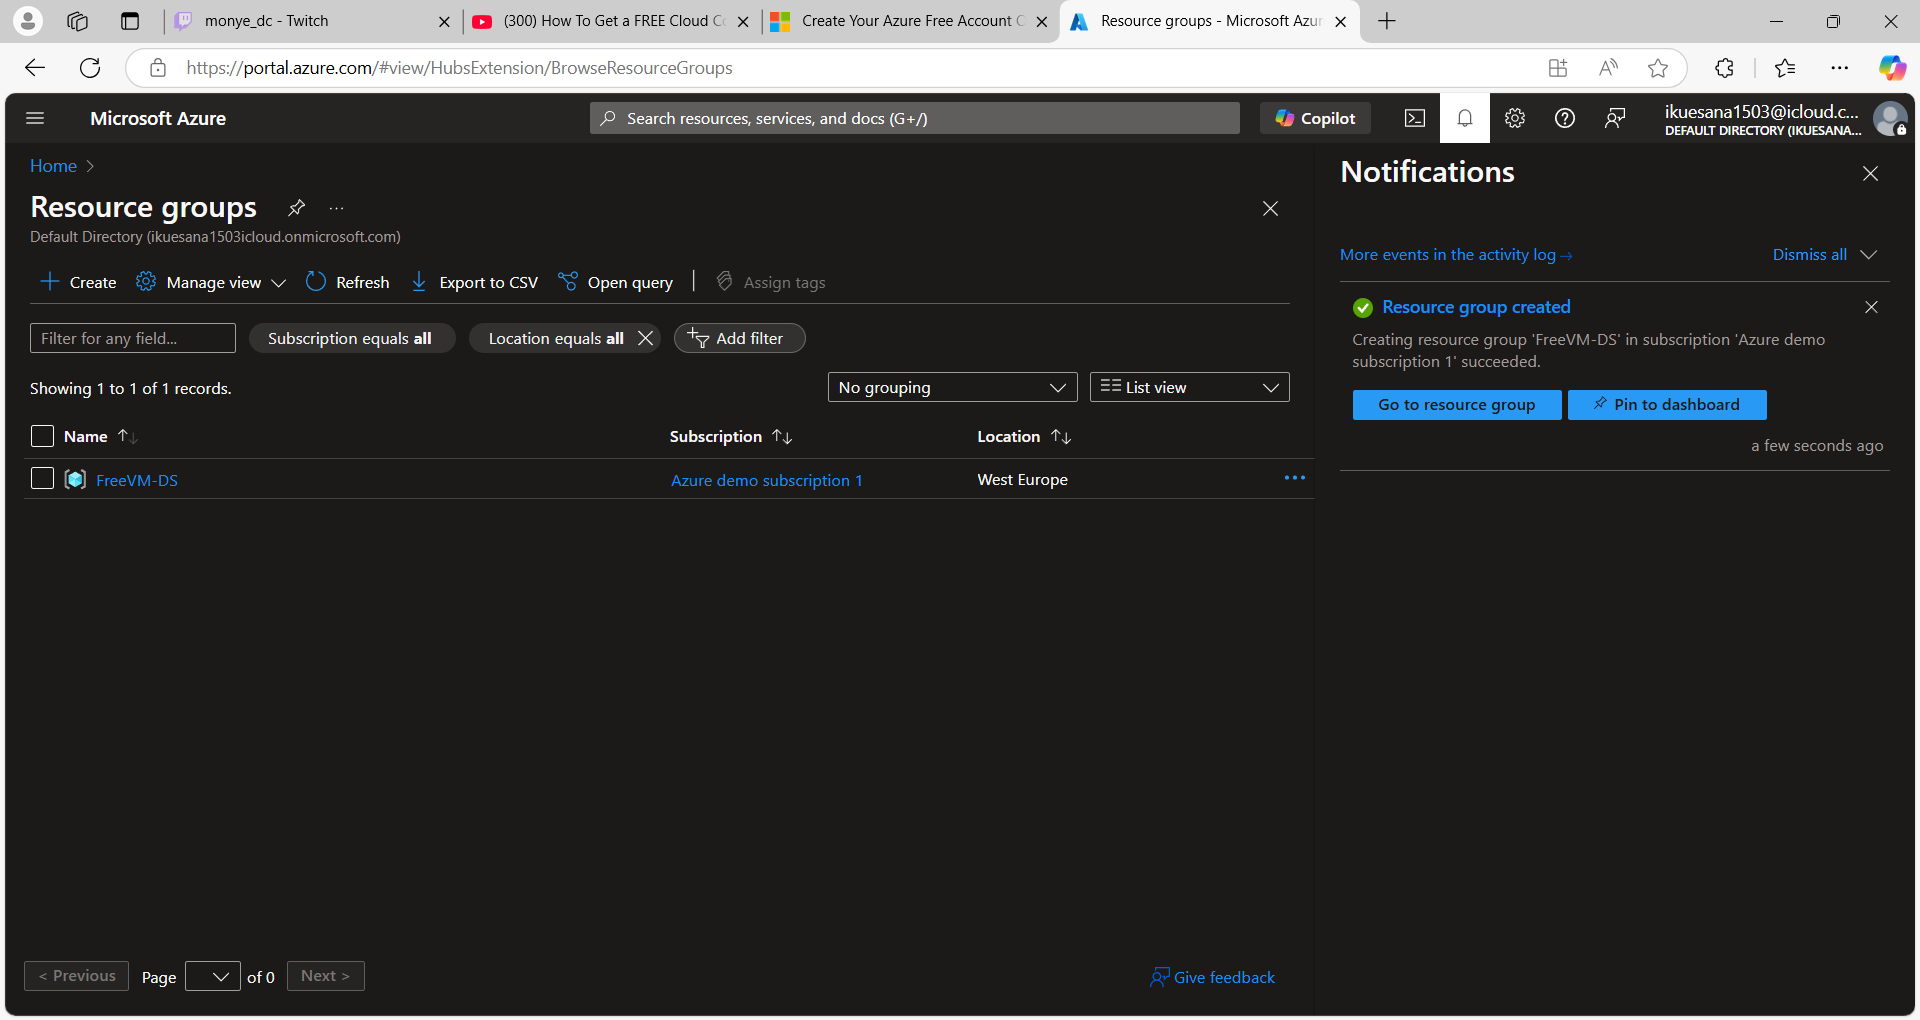 monye_dc - Twitch
(300) How To Get a FREE Cloud C
Create Your Azure Free Account
Resource groups - Microsoft Azur
https://portal.azure.com/#view/HubsExtension/BrowseResourceGroups
Microsoft Azure
Search resources, services, and docs (G+/)
Copilot
ikuesana1503@icloud.c...
DEFAULT DIRECTORY (IKUESANA...
Home
Resource groups
Default Directory (ikuesana1503icloud.onmicrosoft.com)
Create
Manage view
Refresh
Export to CSV
Open query
Assign tags
Filter for any field...
Subscription equals all
Location equals all
Add filter
Showing 1 to 1 of 1 records.
No grouping
List view
Name
Subscription
Location
FreeVM-DS
Azure demo subscription 1
West Europe
< Previous
Page
of 0
Next >
Give feedback
Notifications
More events in the activity log→
Dismiss all
Resource group created
Creating resource group 'FreeVM-DS' in subscription 'Azure demo
subscription 1' succeeded.
Go to resource group
Pin to dashboard
a few seconds ago